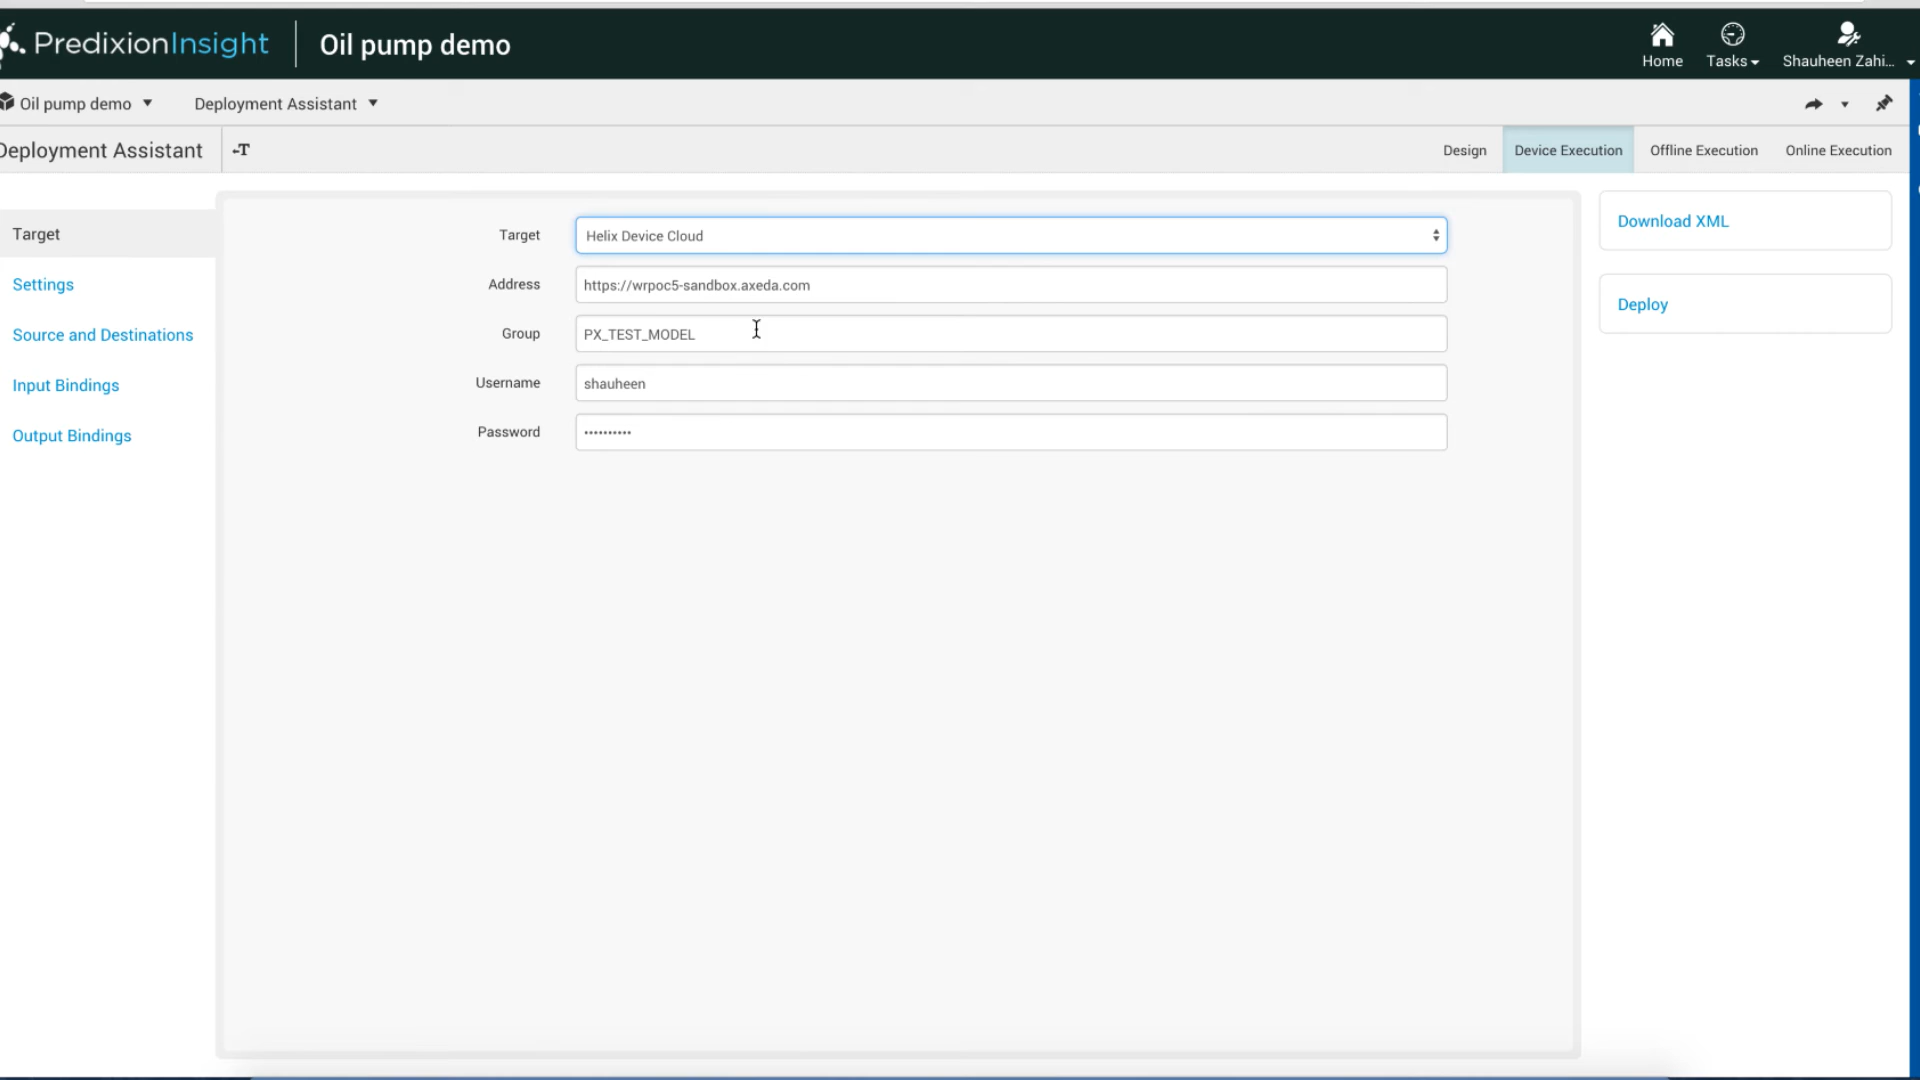 PredixionInsight
Oil pump demo
Home
Tasks
Shauheen Zahi...
Oil pump demo
Deployment Assistant
Deployment Assistant
T
Design
Device Execution
Offline Execution
Online Execution
Target
Settings
Source and Destinations
Input Bindings
Output Bindings
Target
Helix Device Cloud
Address
https://wrpoc5-sandbox.axeda.com
Group
PX_TEST_MODEL
Username
shauheen
Password
••••••••••
Download XML
Deploy